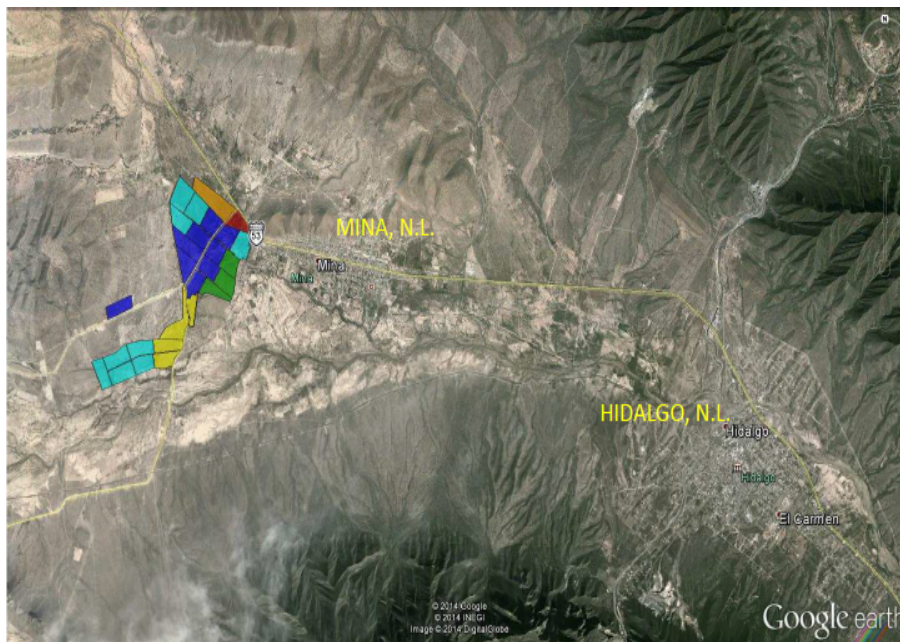 N
MINA, N.L.
53
Mina
Mina
HIDALGO, N.L.
Hidalgo
Hidalgo
El Carmen
© 2014 Google
© 2014 INEGI
Image © 2014 DigitalGlobe
Google earth